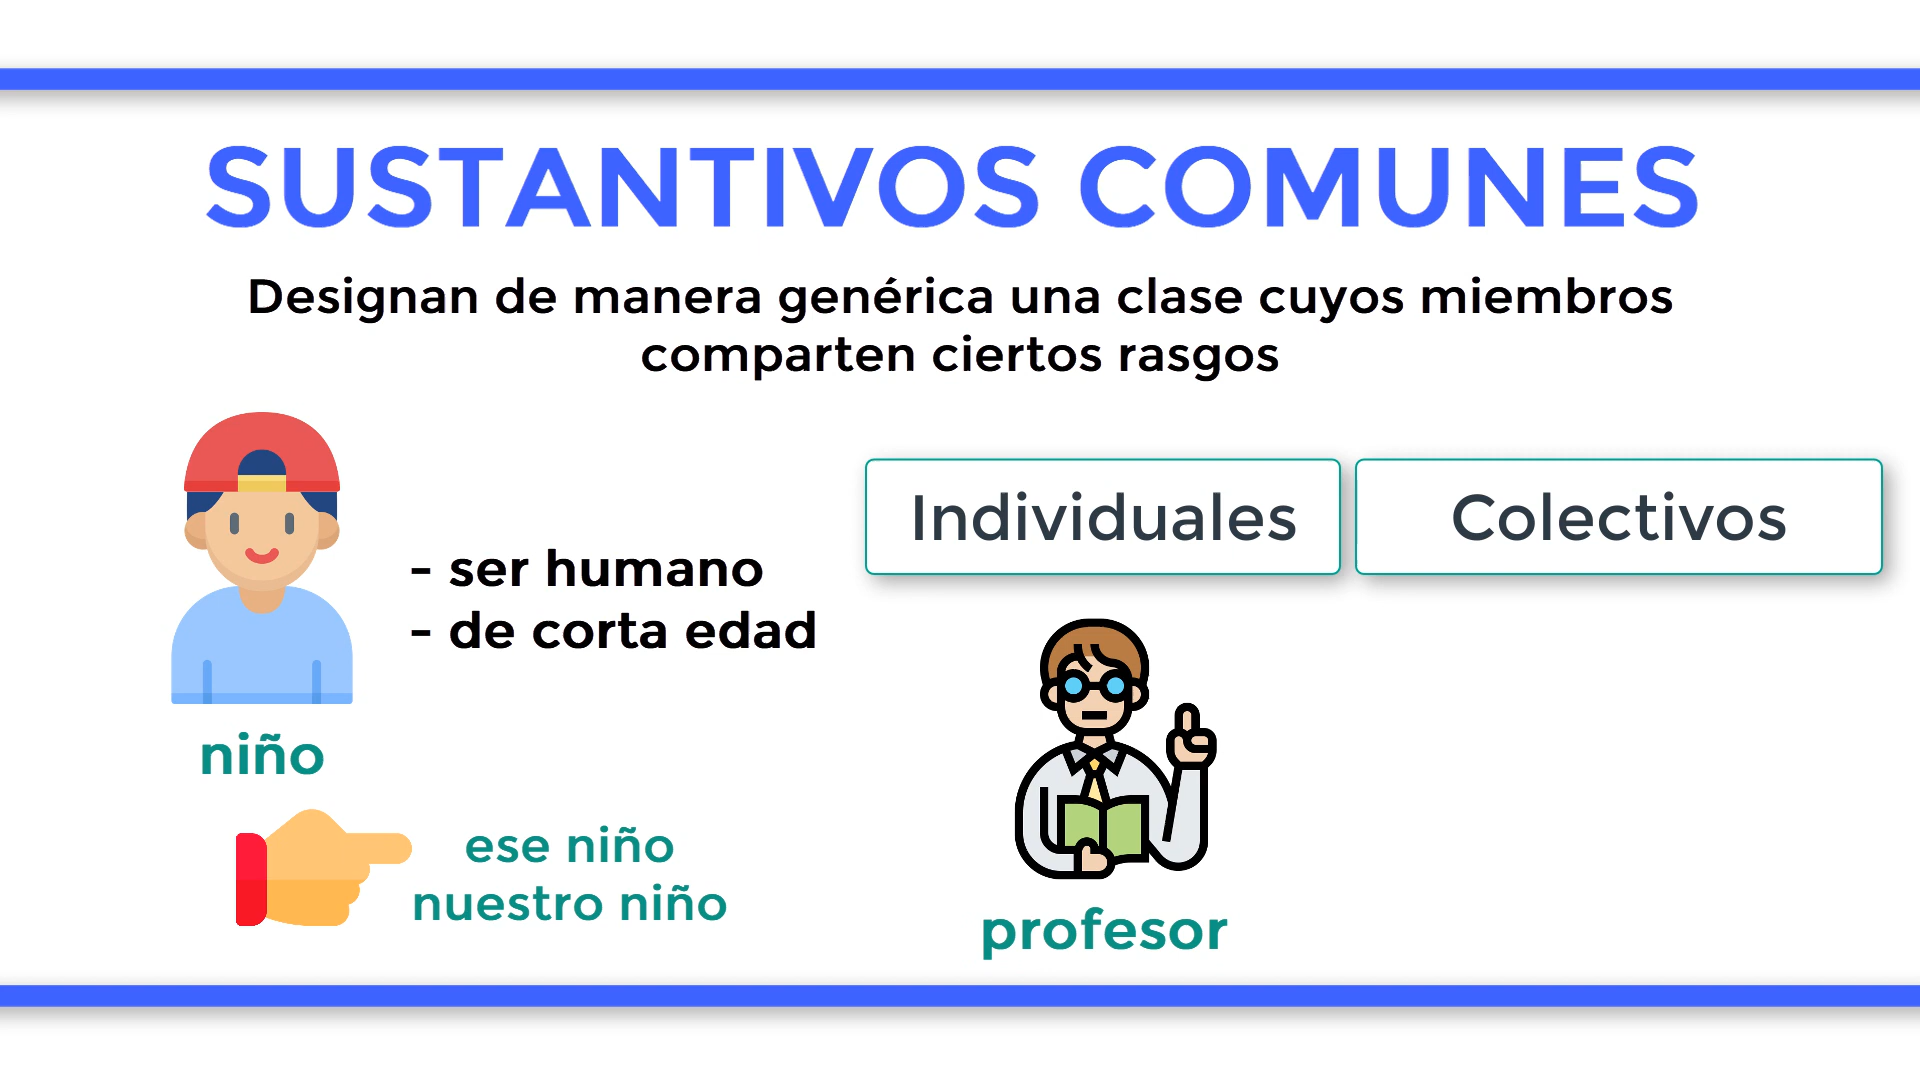 SUSTANTIVOS COMUNES
Designan de manera genérica una clase cuyos miembros
comparten ciertos rasgos
- ser humano
- de corta edad
niño
ese niño
nuestro niño
Individuales
Colectivos
profesor